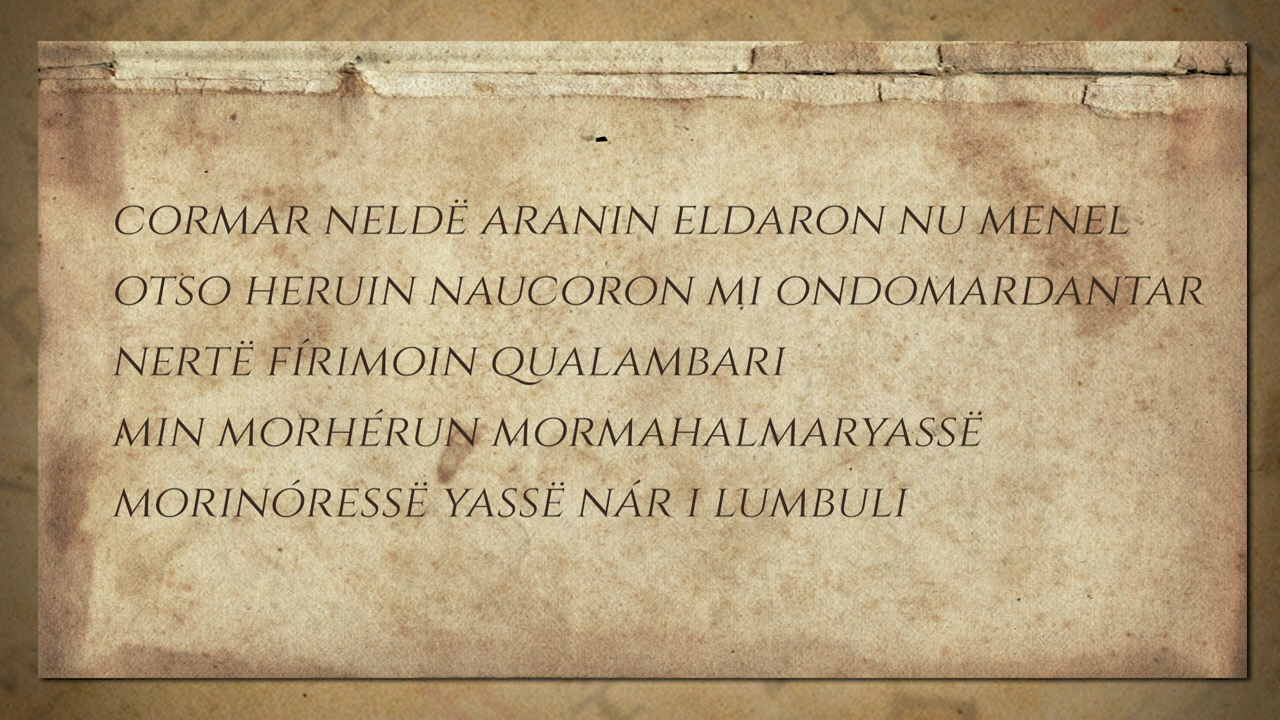 CORMAR NELDË ARANIN ELDARON NU MENEL
OTSO HERUIN NAUCORON MI ONDOMARDANTAR
NERTË FÍRIMOIN QUALAMBARI
MIN MORHÉRUN MORMAHALMARYASSË
MORINÓRESSË YASSË NÁR I LUMBULI